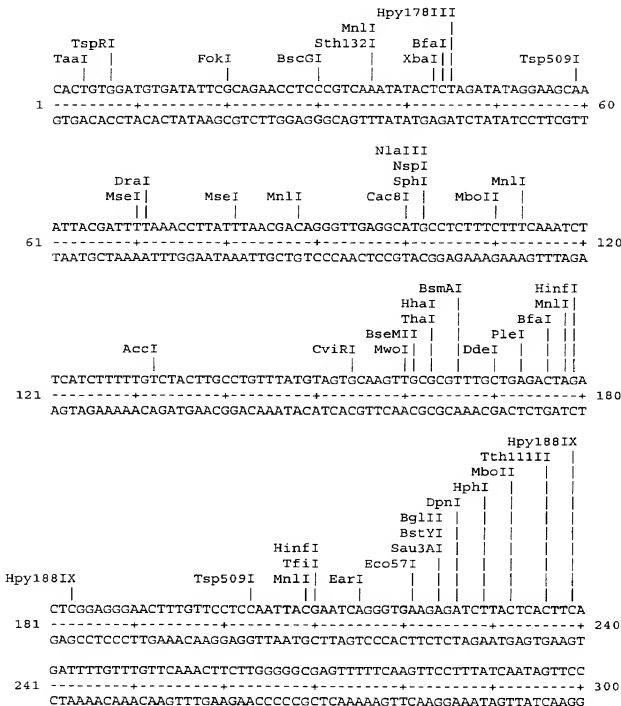 Hpy178III
MnlI
TspRI Sth132I BfaI
TaaI FokI BscGI XbaI Tsp509I
CACTGTGGATGTGATATTCGCAGAACCTCCCGTCAAATATACTCTAGATATAGGAAGCAA
1 ---------+---------+---------+---------+---------+---------+ 60
GTGACACCTACACTATAAGCGTCTTGGAGGGCAGTTTATATGAGATCTATATCCTTCGTT
NlaIII
NspI
DraI SphI MnlI
MseI MseI MnlI Cac8I MboII
ATTACGATTTTAAACCTTATTTAACGACAGGGTTGAGGCATGCCTCTTTCTTTCAAATCT
61 ---------+---------+---------+---------+---------+---------+ 120
TAATGCTAAAATTTGGAATAAATTGCTGTCCCAACTCCGTACGGAGAAAGAAAGTTTAGA
BsmAI HinfI
HhaI MnlI
ThaI BfaI
BseMII PleI
AccI CviRI MwoI DdeI
TCATCTTTTTGTCTACTTGCCTGTTTATGTAGTGCAAGTTGCGCGTTTGCTGAGACTAGA
121 ---------+---------+---------+---------+---------+---------+ 180
AGTAGAAAAACAGATGAACGGACAAATACATCACGTTCAACGCGCAAACGACTCTGATCT
Hpy188IX
Tth111II
MboII
HphI
DpnI
BglII
BstYI
HinfI Sau3AI
TfiI Eco57I
Hpy188IX Tsp509I MnlI EarI
CTCGGAGGGAACTTTGTTCCTCCAATTACGAATCAGGGTGAAGAGATCTTACTCACTTCA
181 ---------+---------+---------+---------+---------+---------+ 240
GAGCCTCCCTTGAAACAAGGAGGTTAATGCTTAGTCCCACTTCTCTAGAATGAGTGAAGT
GATTTTGTTTGTTCAAACTTCTTGGGGGCGAGTTTTTCAAGTTCCTTTATCAATAGTTCC
241 ---------+---------+---------+---------+---------+---------+ 300
CTAAAACAAACAAGTTTGAAGAACCCCCGCTCAAAAAGTTCAAGGAAATAGTTATCAAGG